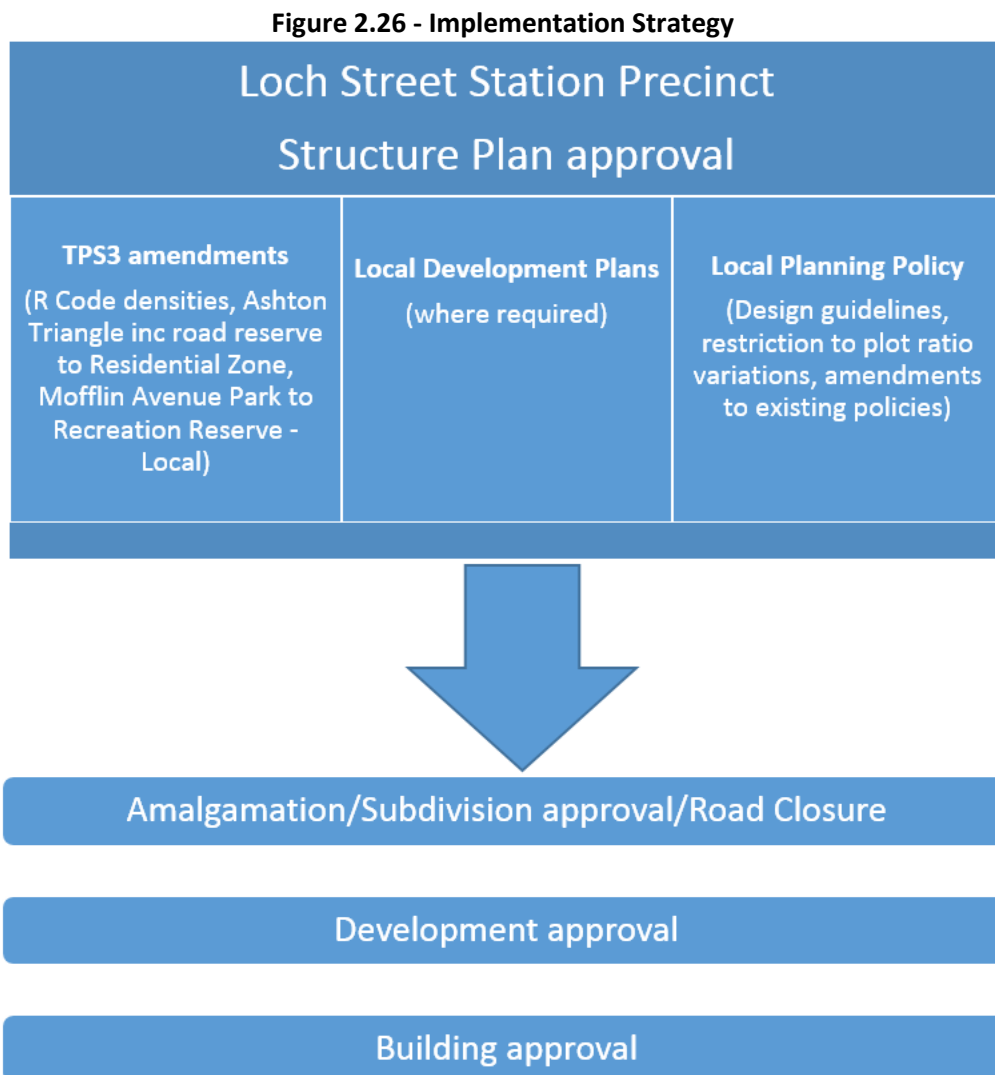 Figure 2.26 - Implementation Strategy
Loch Street Station Precinct
Structure Plan approval
TPS3 amendments
(R Code densities, Ashton
Triangle inc road reserve
to Residential Zone,
Mofflin Avenue Park to
Recreation Reserve -
Local)
Local Development Plans
(where required)
Local Planning Policy
(Design guidelines,
restriction to plot ratio
variations, amendments
to existing policies)
Amalgamation/Subdivision approval/Road Closure
Development approval
Building approval